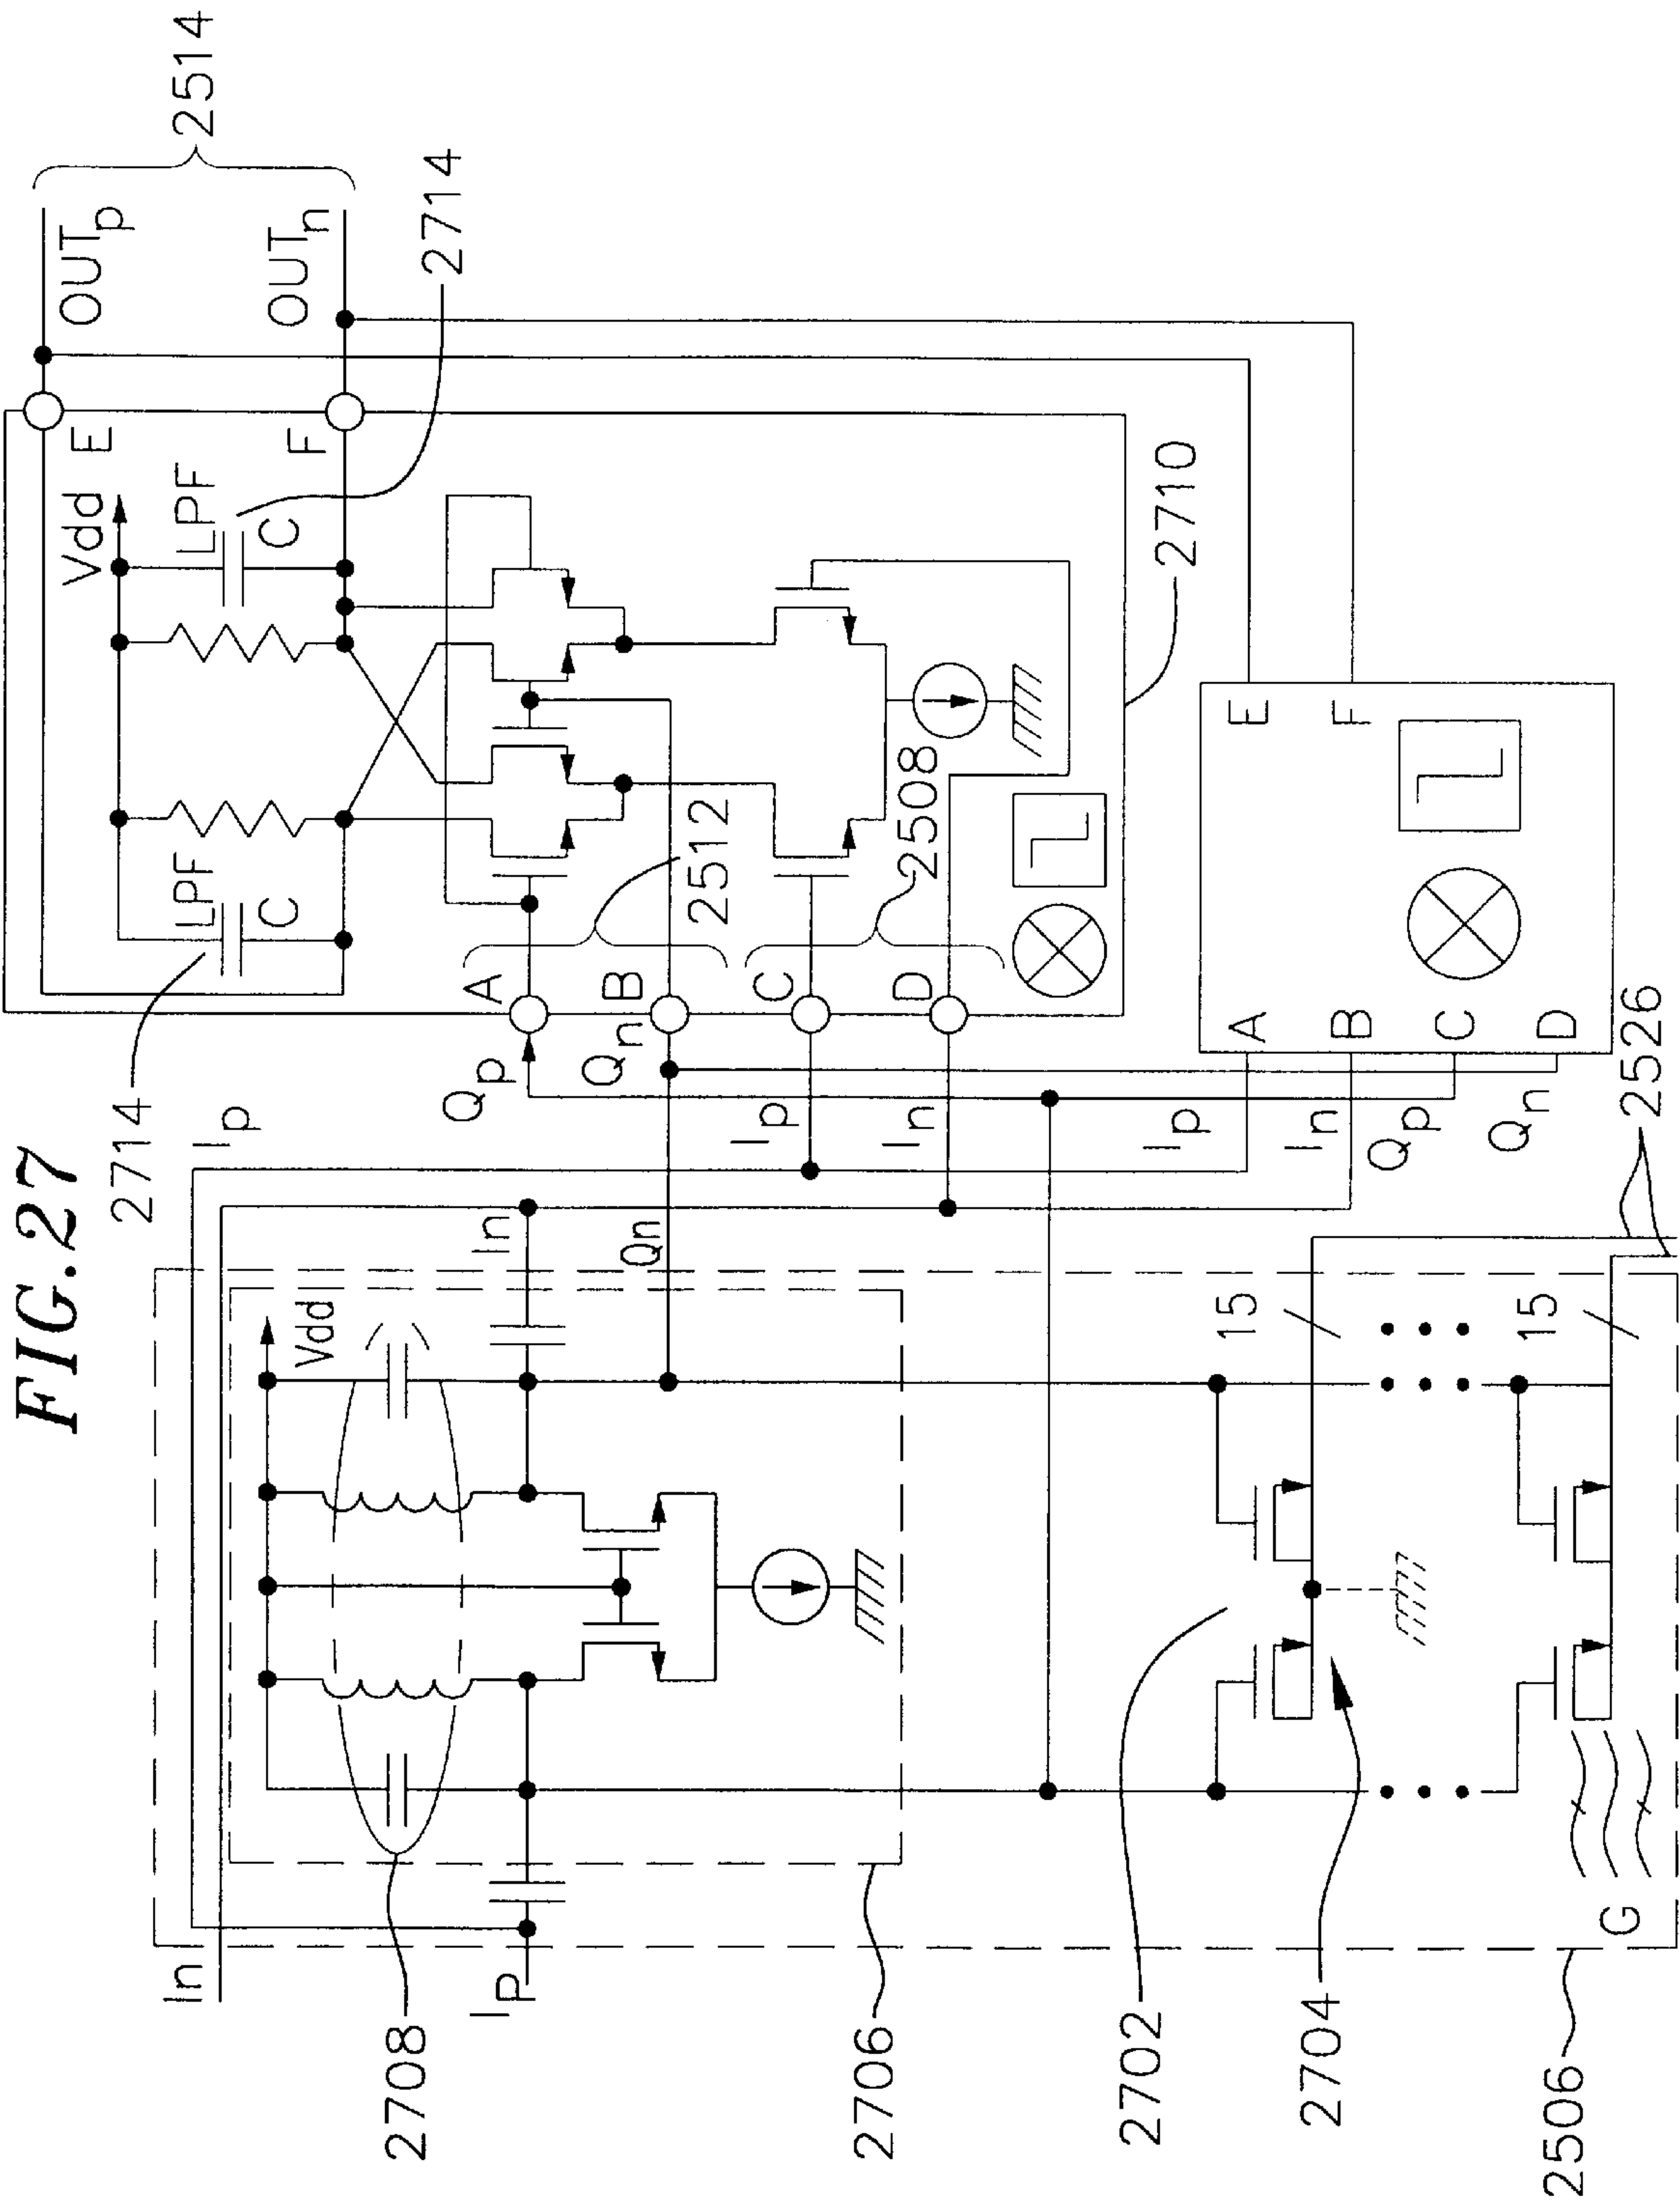 FIG.27
2514
OUTp
OUTn
2714
E
F
Vdd
LPF
C
LPF
C
2714
A
B
C
D
2512
2508
2710
Qp
Qn
Ip
In
Ip
In
Qn
Vdd
In
IP
2708
2706
E
F
A
B
C
D
Ip
In
Qp
Qn
2526
15
15
2702
2704
G
2506